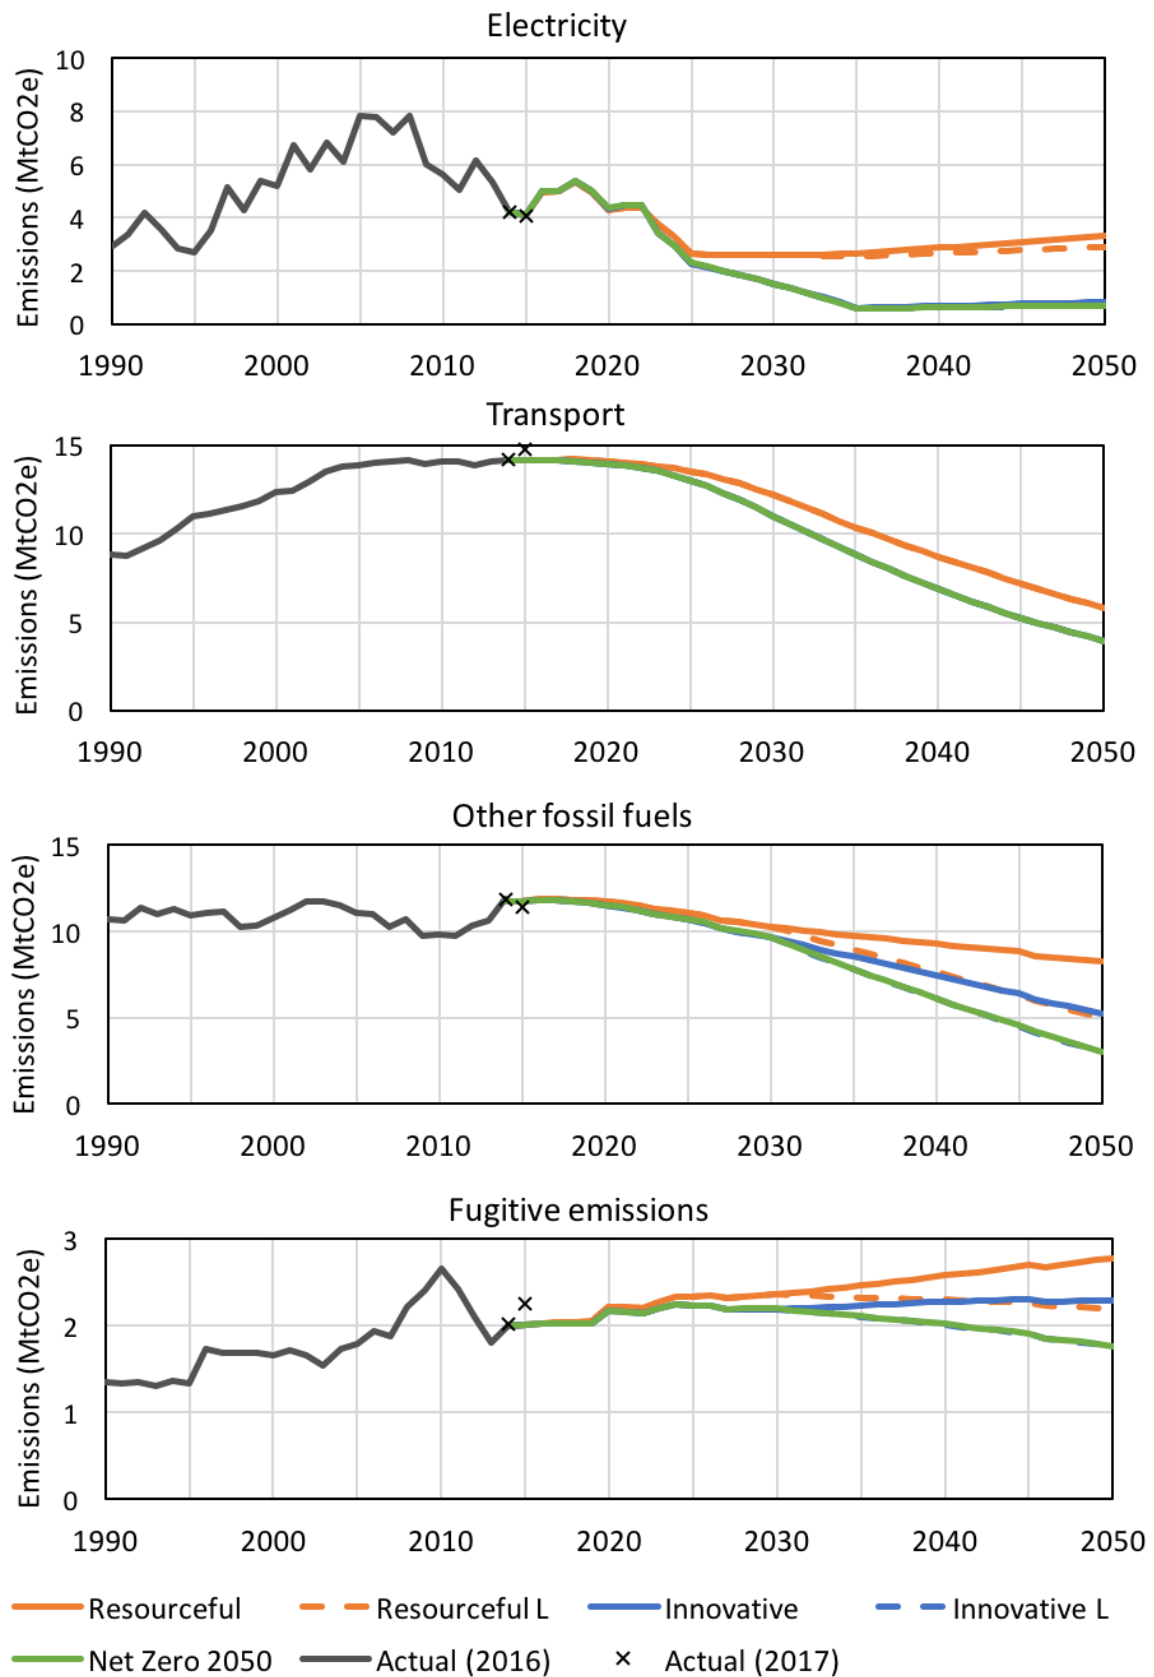 Electricity
Emissions (MtCO2e)
10
8
6
4
2
0
1990 2000 2010 2020 2030 2040 2050
Transport
Emissions (MtCO2e)
15
10
5
0
1990 2000 2010 2020 2030 2040 2050
Other fossil fuels
Emissions (MtCO2e)
15
10
5
0
1990 2000 2010 2020 2030 2040 2050
Fugitive emissions
Emissions (MtCO2e)
3
2
1
0
1990 2000 2010 2020 2030 2040 2050
Resourceful Resourceful L Innovative Innovative L
Net Zero 2050 Actual (2016) Actual (2017)